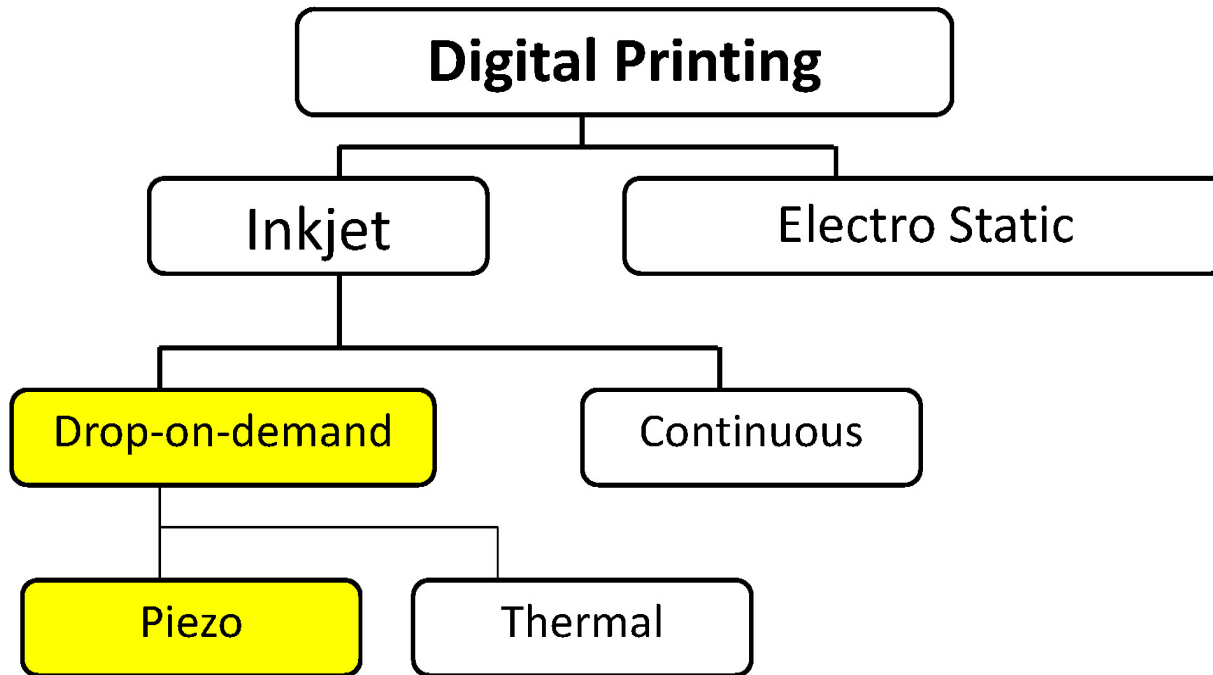 Digital Printing
Inkjet
Electro Static
Drop-on-demand
Continuous
Piezo
Thermal